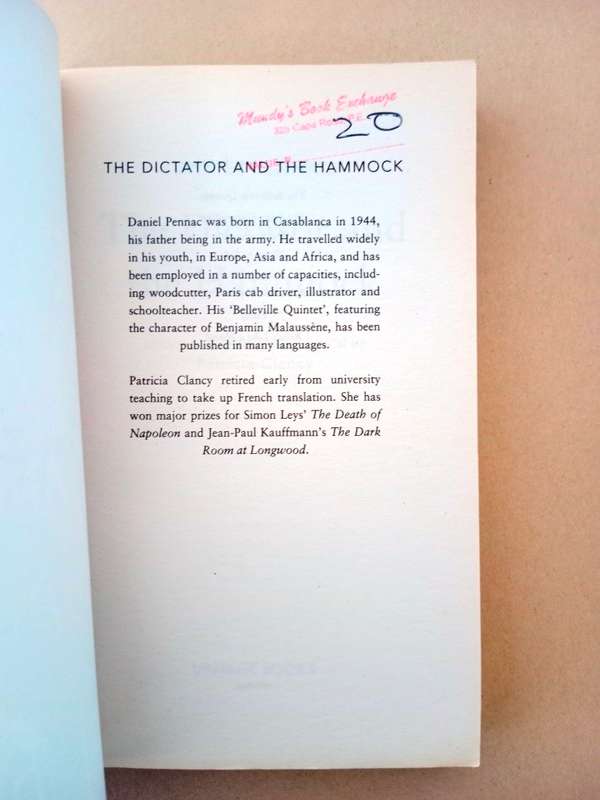 Mundy's Book Exchange
Cape Road P.E.
20
THE DICTATOR AND THE HAMMOCK
Daniel Pennac was born in Casablanca in 1944,
his father being in the army. He travelled widely
in his youth, in Europe, Asia and Africa, and has
been employed in a number of capacities, includ-
ing woodcutter, Paris cab driver, illustrator and
schoolteacher. His ‘Belleville Quintet’, featuring
the character of Benjamin Malaussène, has been
published in many languages.
Patricia Clancy retired early from university
teaching to take up French translation. She has
won major prizes for Simon Leys’ The Death of
Napoleon and Jean-Paul Kauffmann’s The Dark
Room at Longwood.